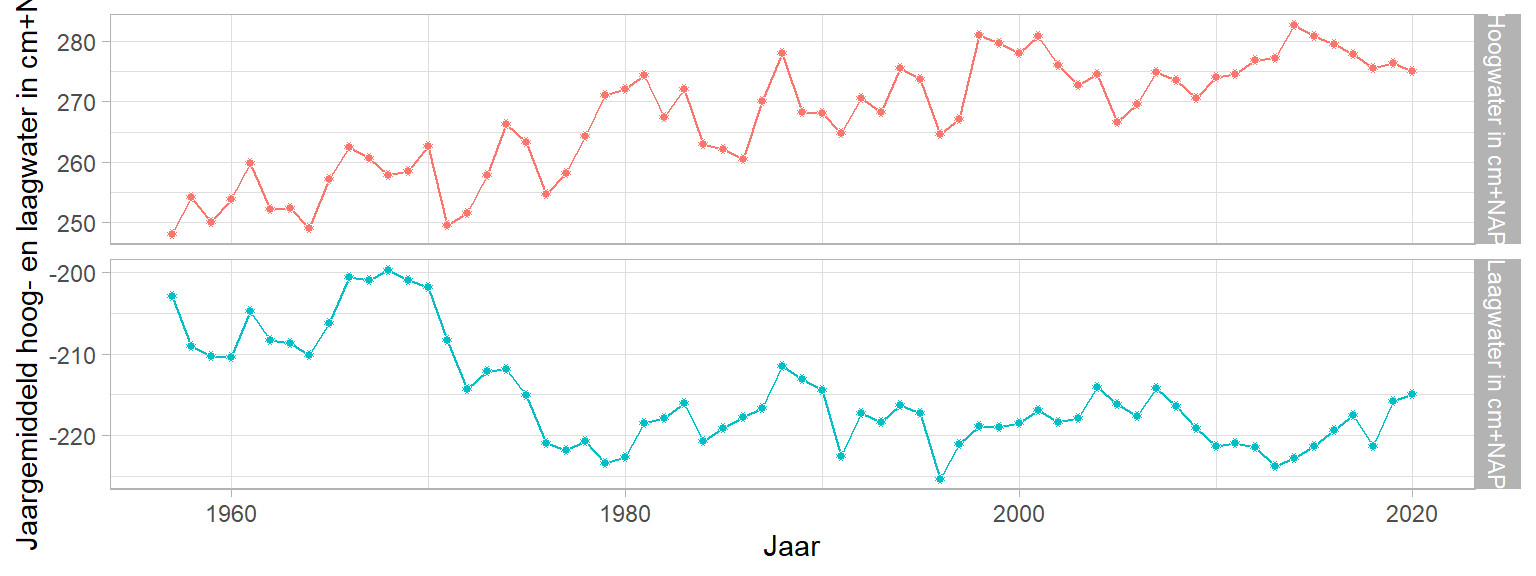 Jaargemiddeld hoog- en laagwater in cm+N
280
270
260
250
Hoogwater in cm+NAP
-200
-210
-220
Laagwater in cm+NAP
1960
1980
2000
2020
Jaar